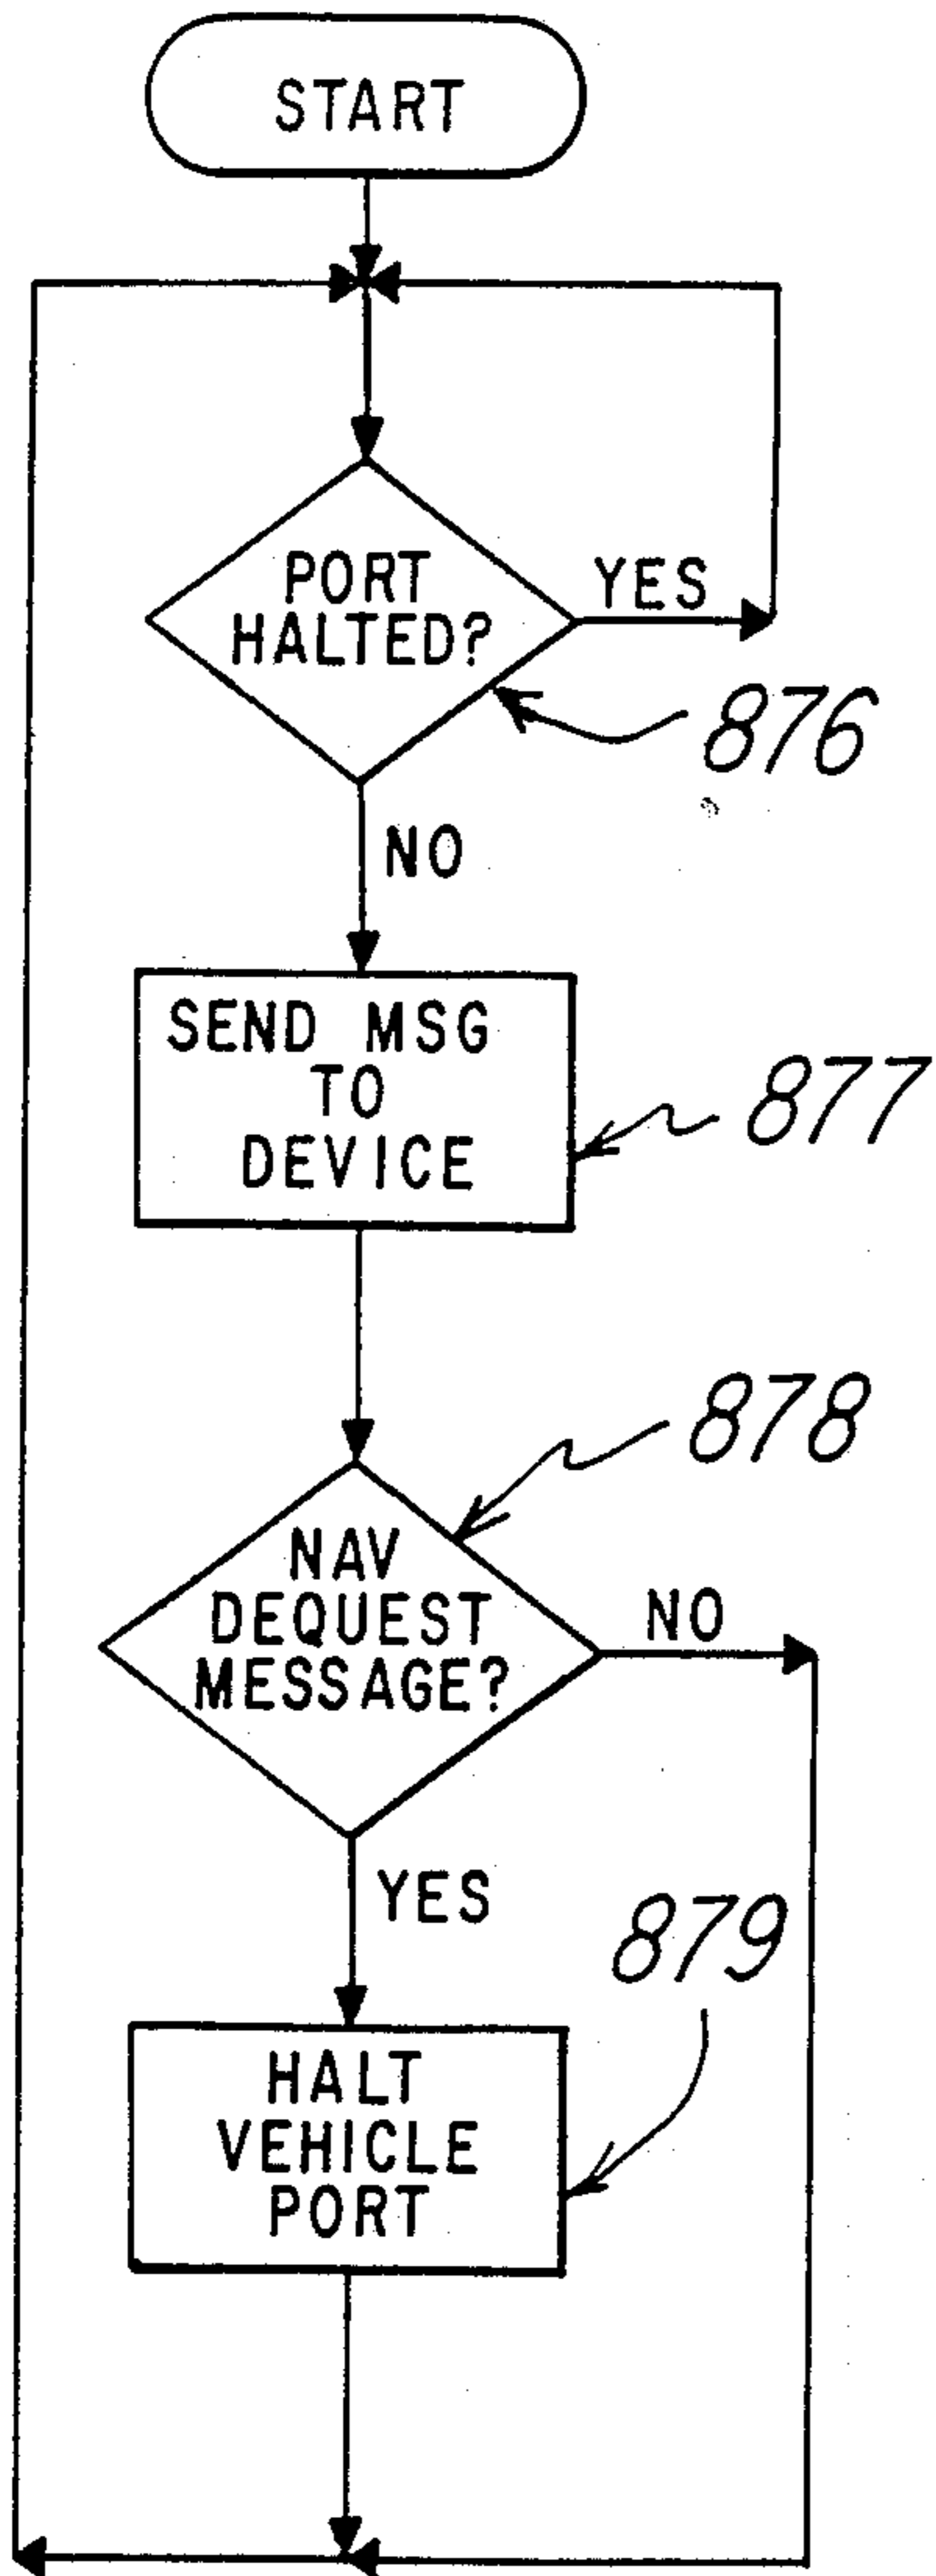 START
PORT
HALTED?
YES
876
NO
SEND MSG
TO
DEVICE
877
878
NAV
DEQUEST
MESSAGE?
NO
YES
879
HALT
VEHICLE
PORT